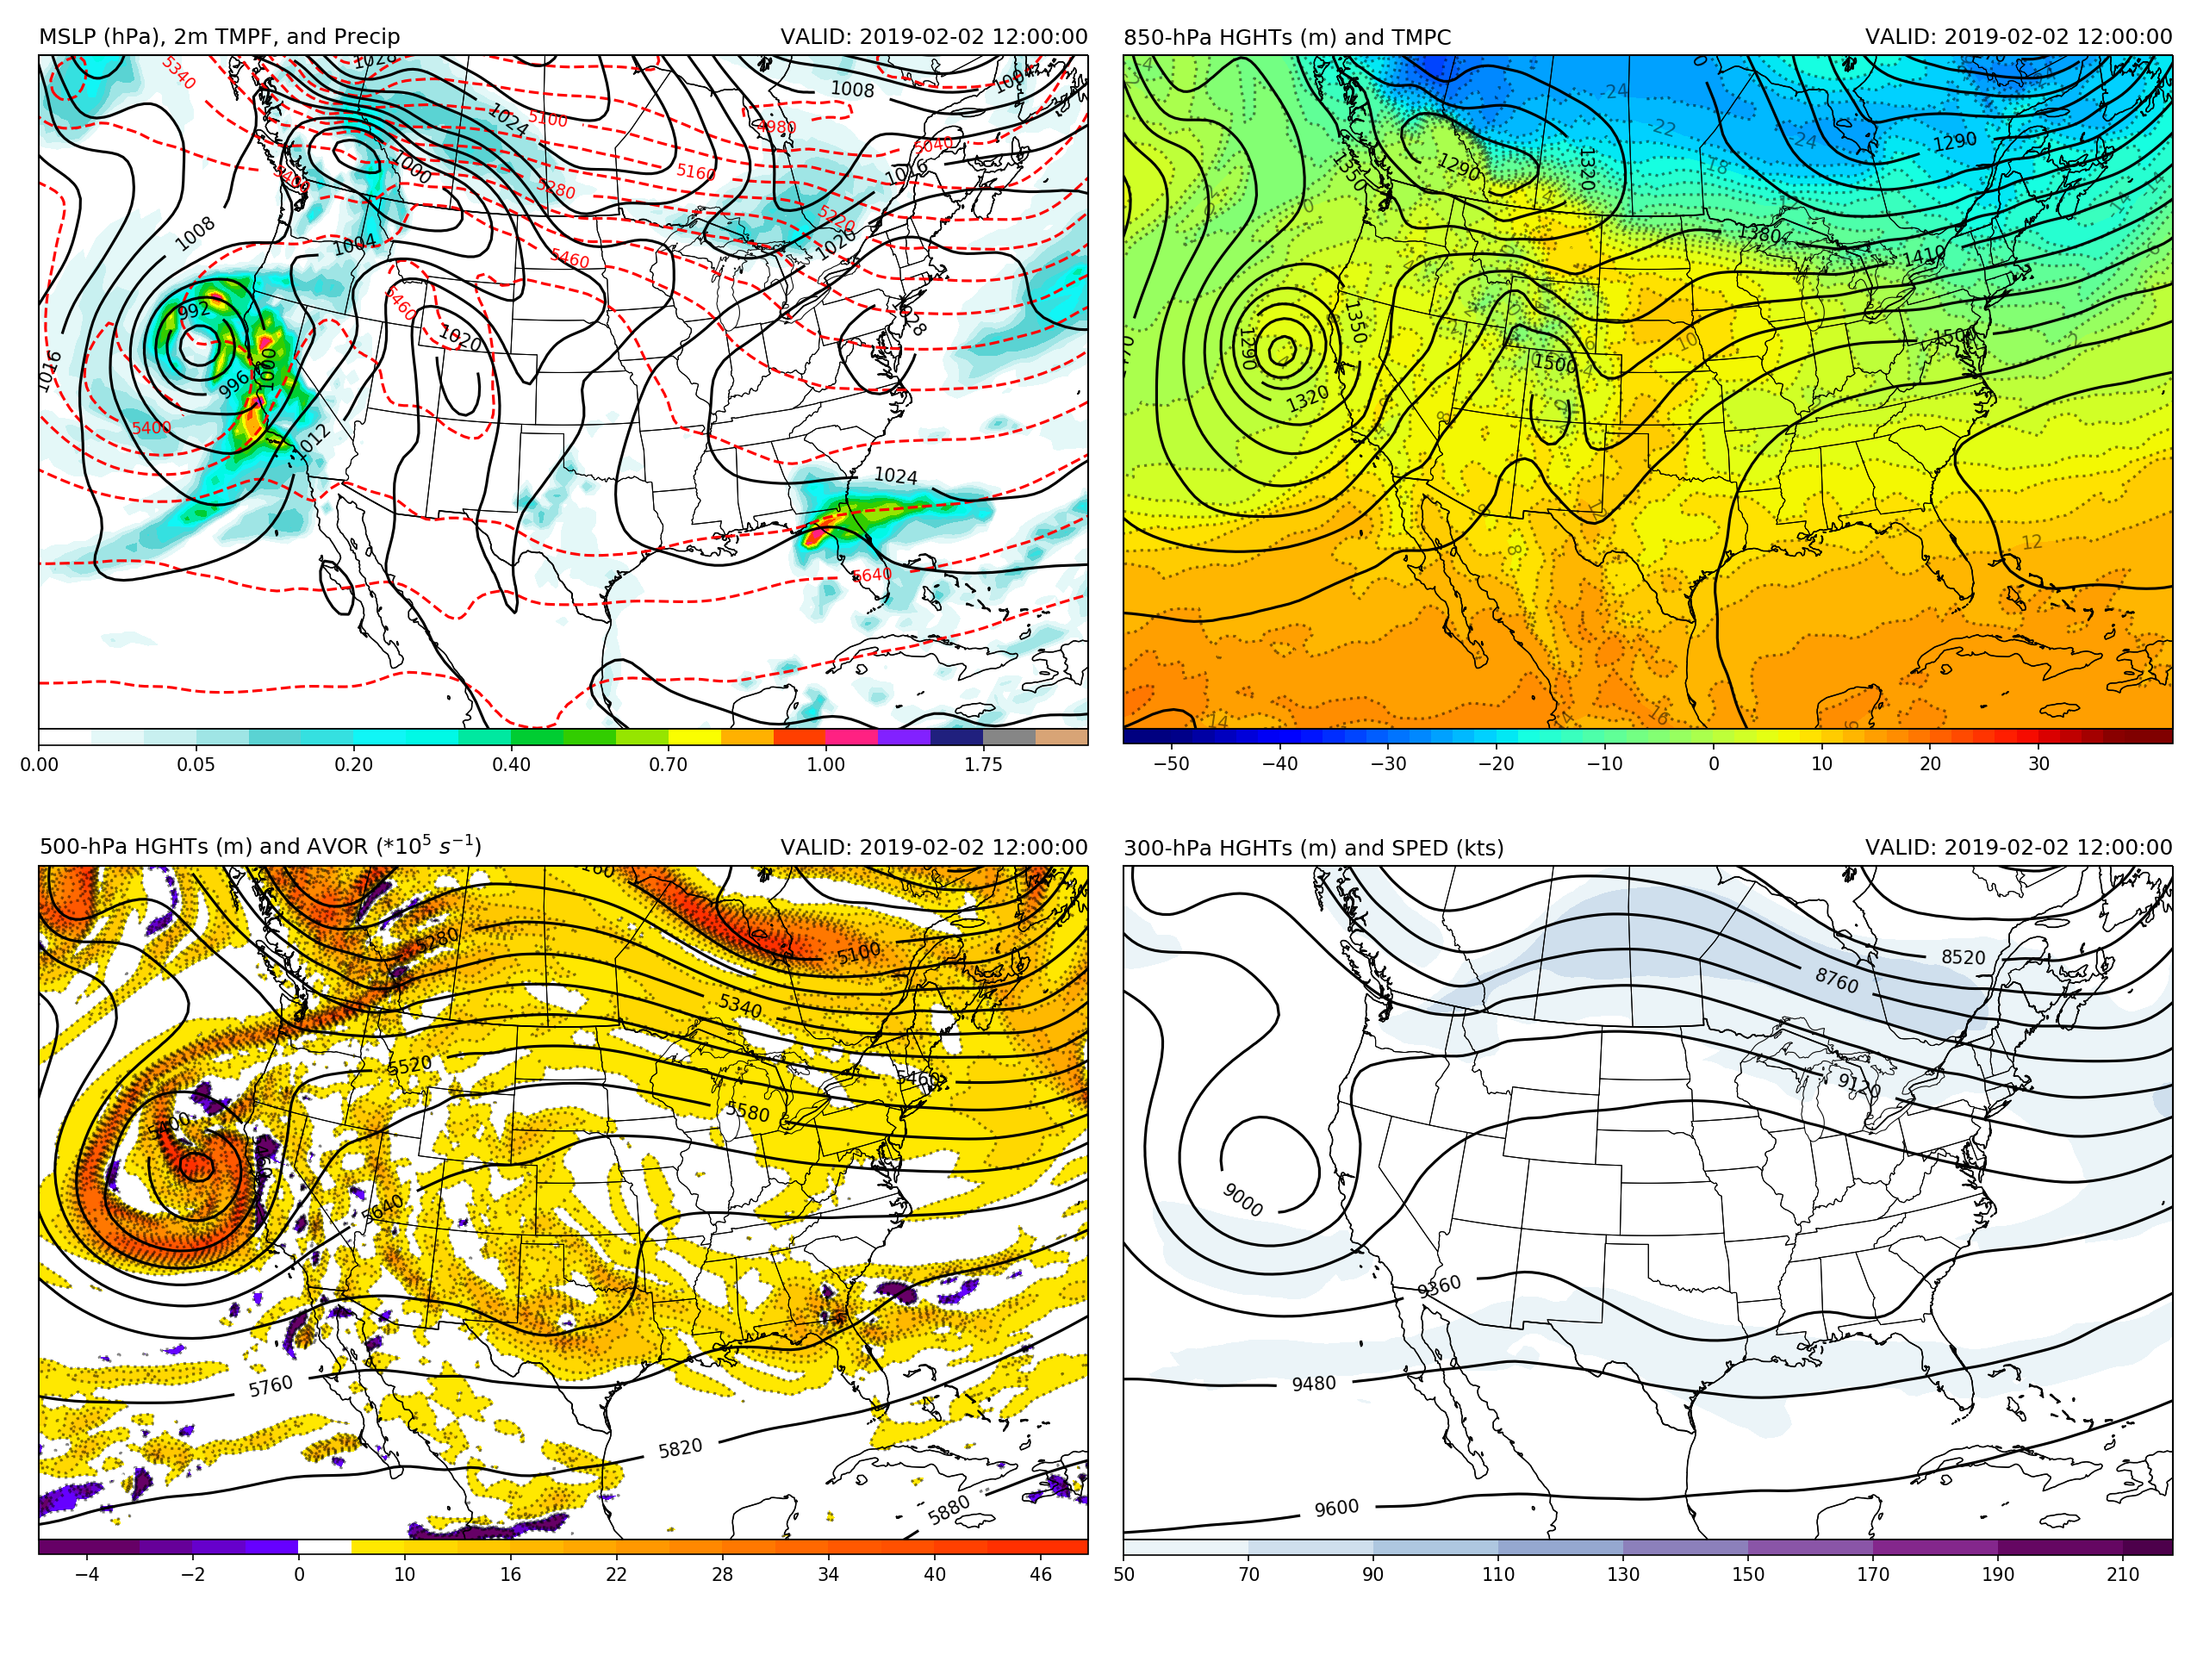 MSLP (hPa), 2m TMPF, and Precip VALID: 2019-02-02 12:00:00
5340 1028 1004
1008
1024 5100 4980
5040
1000 5160 1016
5400 5280
5220
1008 1004 1020
5460
992 5460 1028
1020
1016 996 1000
5400 1012
1024
5640
0.00 0.05 0.20 0.40 0.70 1.00 1.75
850-hPa HGHTs (m) and TMPC VALID: 2019-02-02 12:00:00
-24
-22 -24 1290
1350 1290 1320 -18
1380 1410
1290 1350 1500 10 1500
1320
12
14 14 16
−50 −40 −30 −20 −10 0 10 20 30
500-hPa HGHTs (m) and AVOR (*10⁵ s⁻¹) VALID: 2019-02-02 12:00:00
5280 5100
5340
5520 5460
5580
5640
5760
5820
5880
−4 −2 0 10 16 22 28 34 40 46
300-hPa HGHTs (m) and SPED (kts) VALID: 2019-02-02 12:00:00
8520
8760
9120
9000
9360
9480
9600
50 70 90 110 130 150 170 190 210